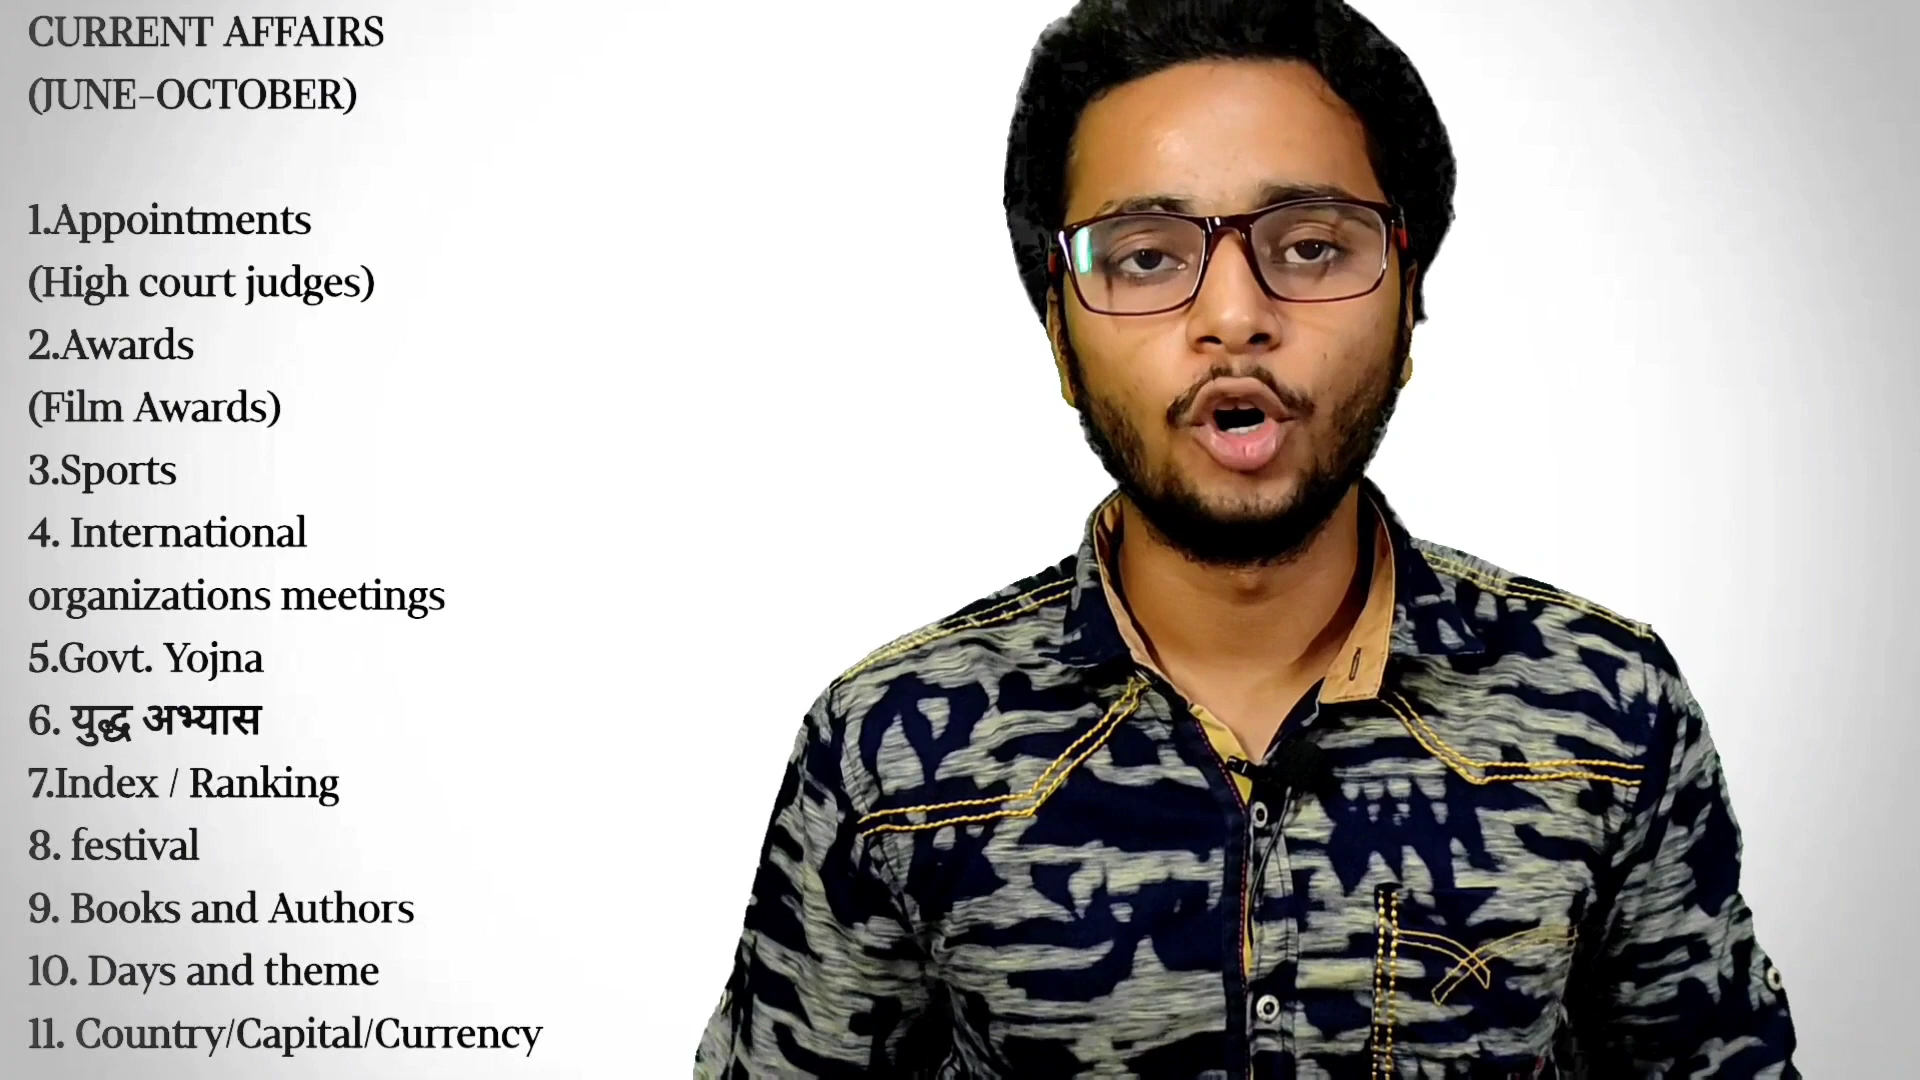 CURRENT AFFAIRS
(JUNE-OCTOBER)
1.Appointments
(High court judges)
2.Awards
(Film Awards)
3.Sports
4. International
organizations meetings
5.Govt. Yojna
6. युद्ध अभ्यास
7.Index / Ranking
8. festival
9. Books and Authors
10. Days and theme
11. Country/Capital/Currency